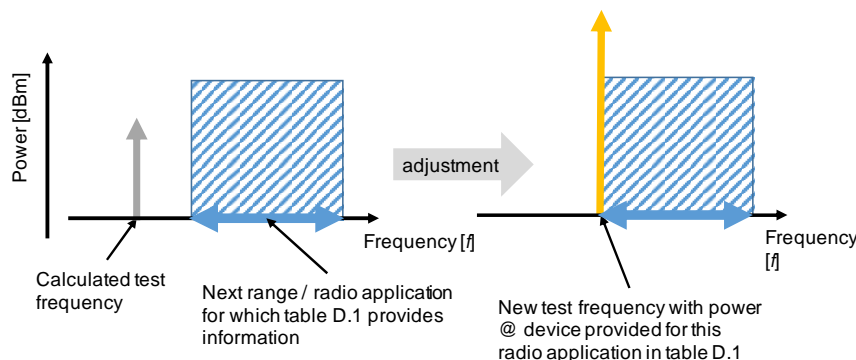 Power [dBm]
Frequency [f]
Calculated test
frequency
Next range / radio application
for which table D.1 provides
information
adjustment
Frequency
[f]
New test frequency with power
@ device provided for this
radio application in table D.1